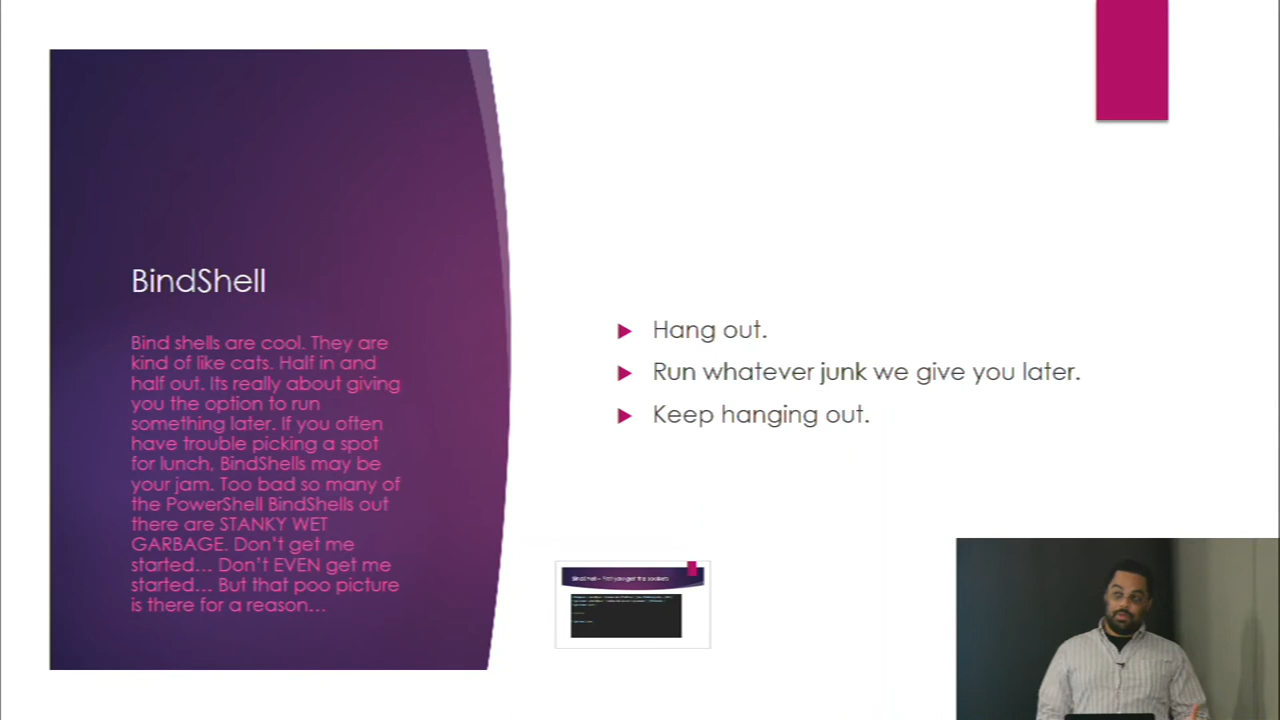 BindShell
Bind shells are cool. They are
kind of like cats. Half in and
half out. Its really about giving
you the option to run
something later. If you often
have trouble picking a spot
for lunch, BindShells may be
your jam. Too bad so many of
the PowerShell BindShells out
there are STANKY WET
GARBAGE. Don't get me
started... Don't EVEN get me
started... But that poo picture
is there for a reason...
Hang out.
Run whatever junk we give you later.
Keep hanging out.